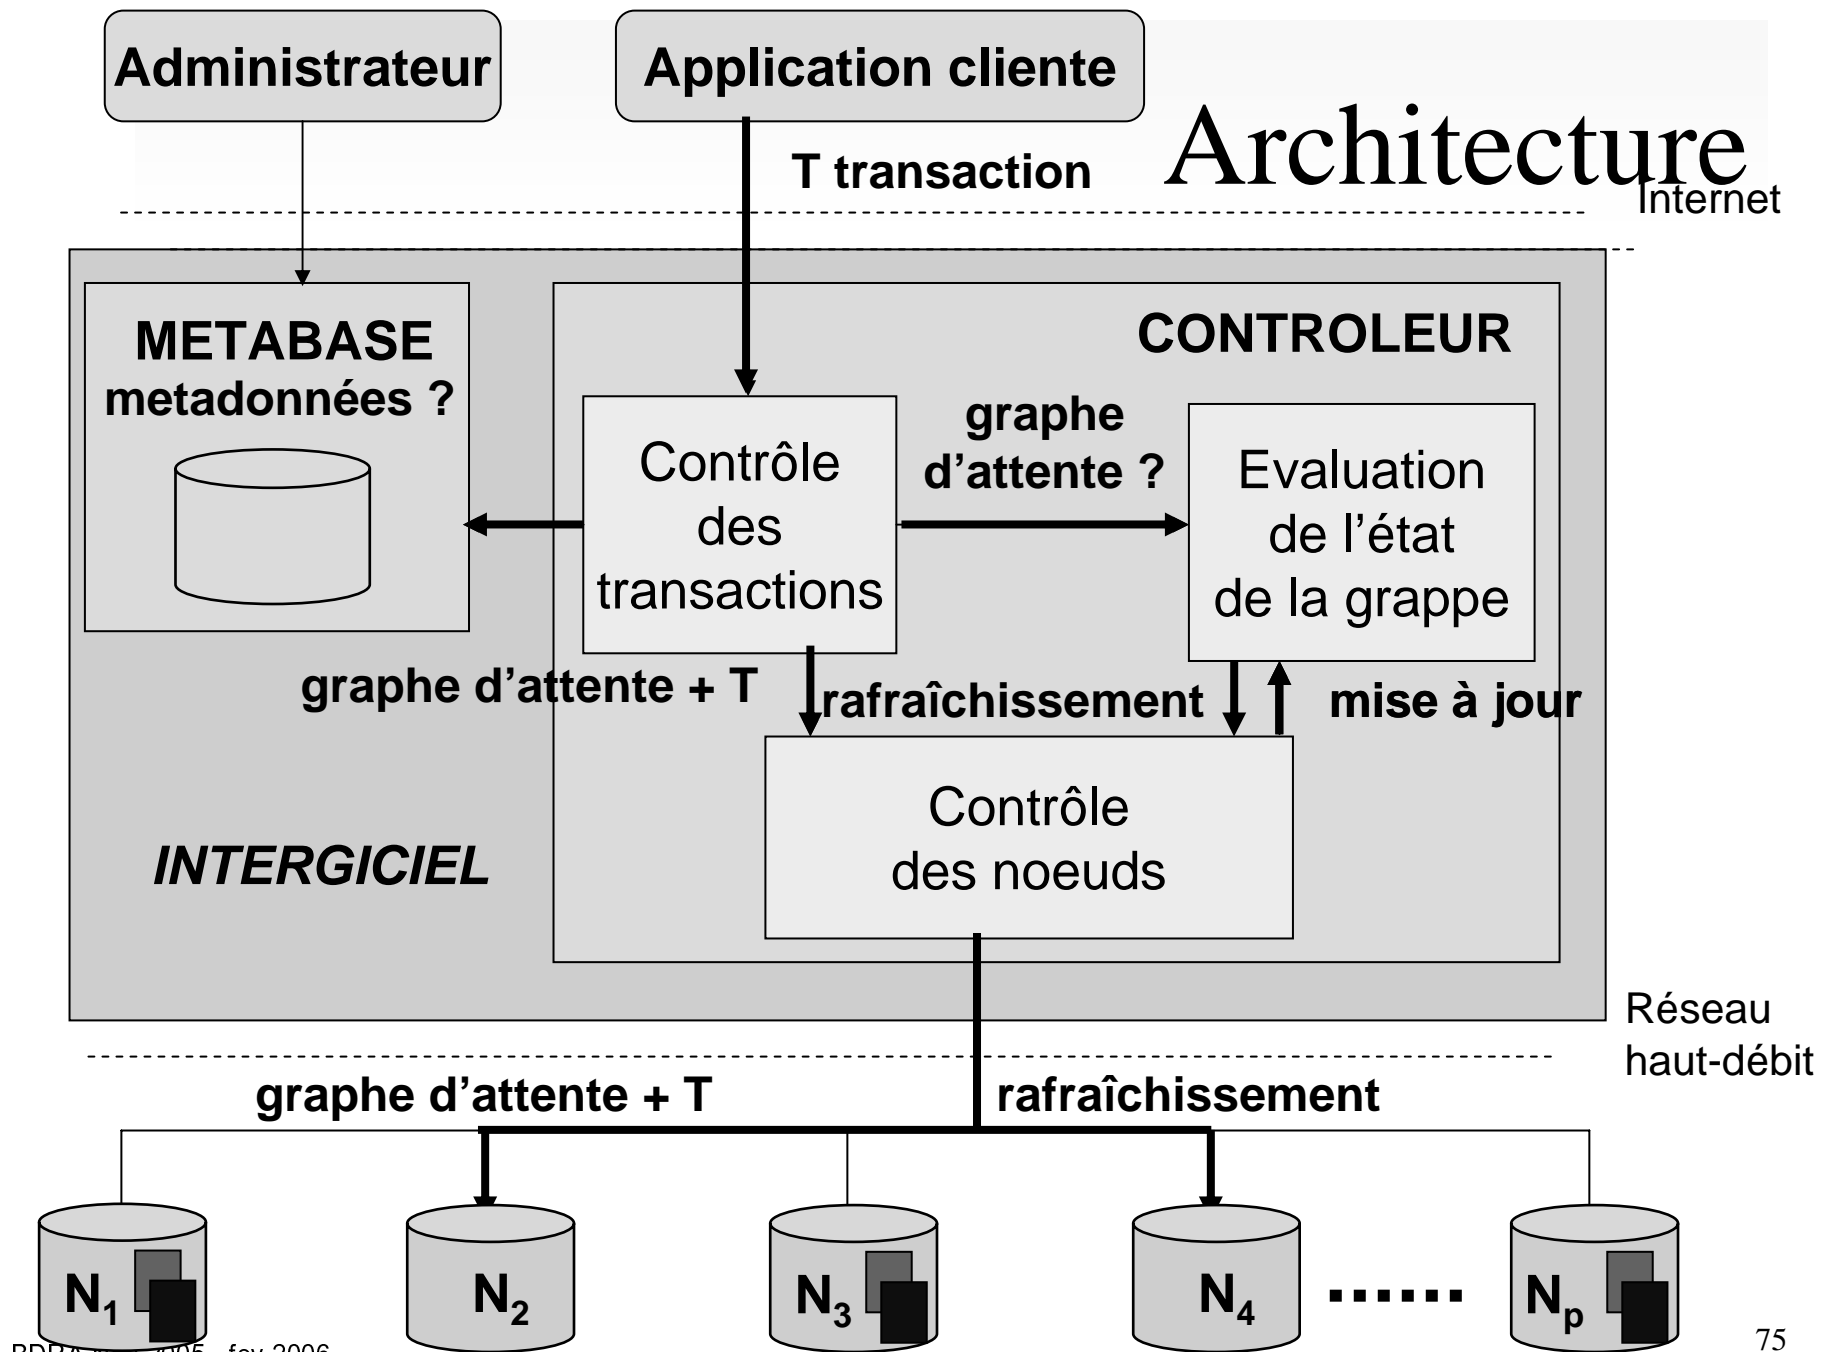 Administrateur
Application cliente
Architecture
T transaction
Internet
METABASE
metadonnées ?
CONTROLEUR
Contrôle
des
transactions
graphe
d’attente ?
Evaluation
de l’état
de la grappe
graphe d’attente + T
rafraîchissement
mise à jour
Contrôle
des noeuds
INTERGICIEL
Réseau
haut-débit
graphe d’attente + T
rafraîchissement
N1
N2
N3
N4
......
Np
fev 2006
75